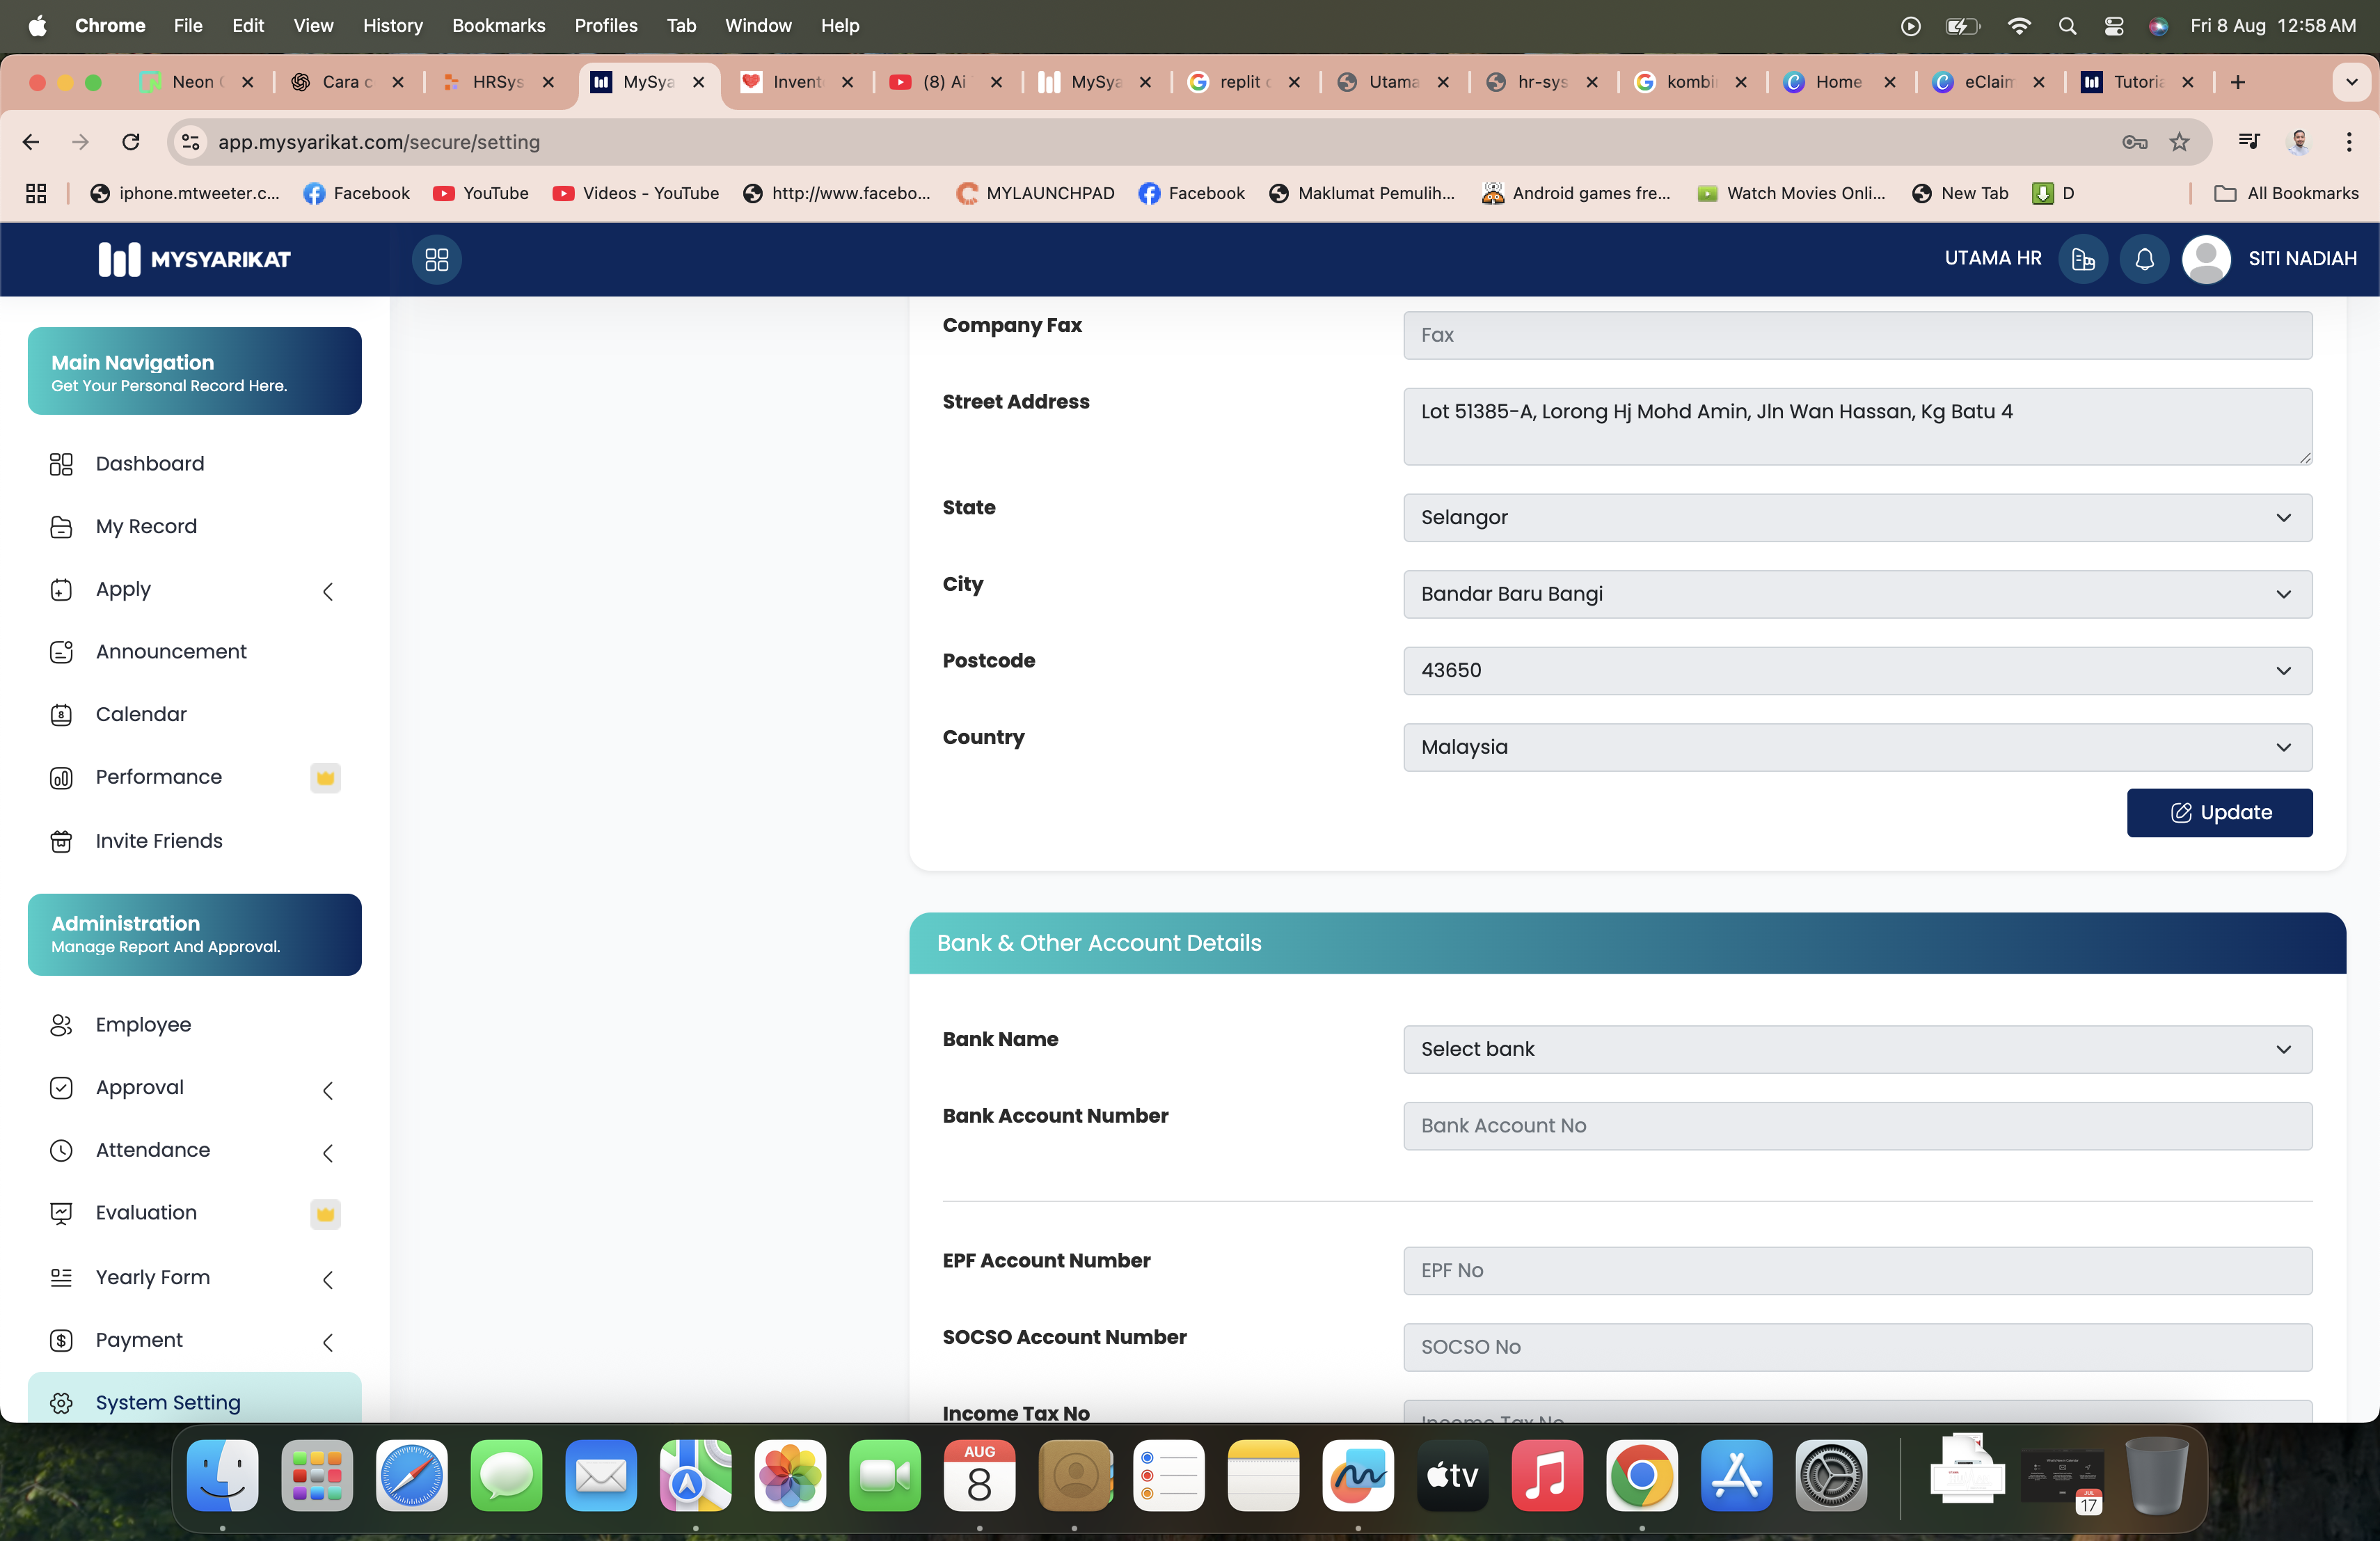 Chrome File Edit View History Bookmarks Profiles Tab Window Help Fri 8 Aug 12:58 AM
Neon Cara c HRSys MySya Invent (8) Ai MySya replit Utama hr-sys kombi Home eClaim Tutoria
app.mysyarikat.com/secure/setting
iphone.mtweeter.c... Facebook YouTube Videos - YouTube http://www.facebo... MYLAUNCHPAD Facebook Maklumat Pemulih... Android games fre... Watch Movies Onli... New Tab D All Bookmarks
MYSYARIKAT UTAMA HR SITI NADIAH
Main Navigation
Get Your Personal Record Here.
Dashboard
My Record
Apply
Announcement
8
Calendar
Performance
Invite Friends
Administration
Manage Report And Approval.
Employee
Approval
Attendance
Evaluation
Yearly Form
Payment
System Setting
Company Fax
Fax
Street Address
Lot 51385-A, Lorong Hj Mohd Amin, Jln Wan Hassan, Kg Batu 4
State
Selangor
City
Bandar Baru Bangi
Postcode
43650
Country
Malaysia
Update
Bank & Other Account Details
Bank Name
Select bank
Bank Account Number
Bank Account No
EPF Account Number
EPF No
SOCSO Account Number
SOCSO No
Income Tax No
Income Tax No
AUG
8
tv
JUL
17